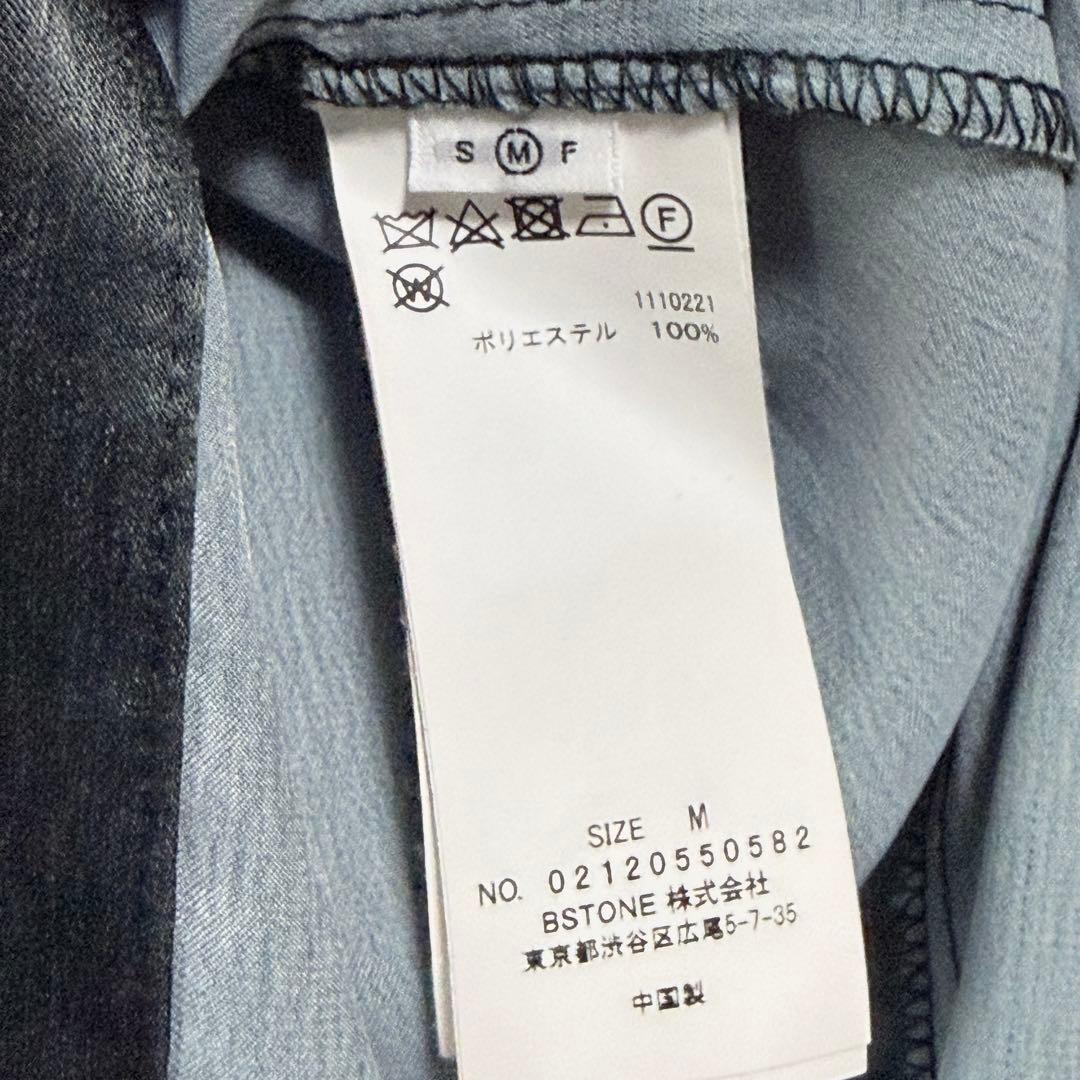 S M F
F
W
1110221
ポリエステル 100%
SIZE M
NO. 02120550582
BSTONE 株式会社
東京都渋谷区広尾5-7-35
中国製